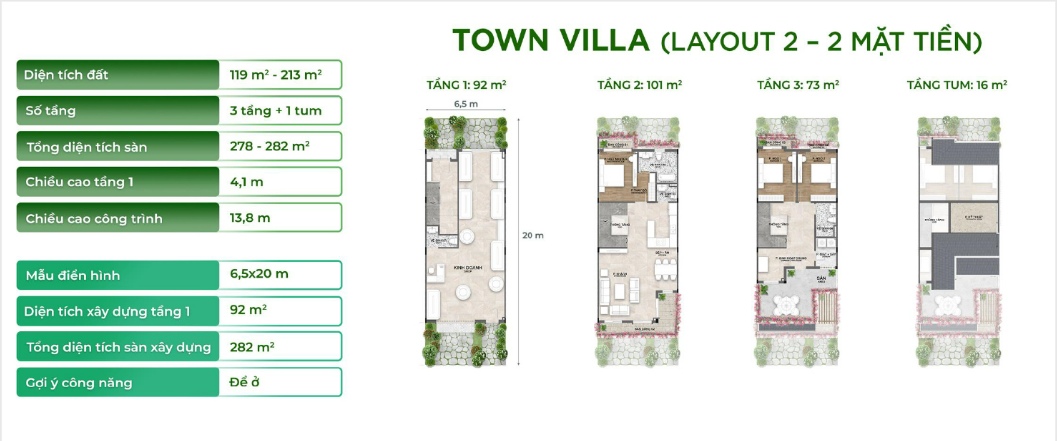 TOWN VILLA (LAYOUT 2 – 2 MẶT TIỀN)
Diện tích đất 119 m² - 213 m²
Số tầng 3 tầng + 1 tum
Tổng diện tích sàn 278 - 282 m²
Chiều cao tầng 1 4,1 m
Chiều cao công trình 13,8 m
Mẫu điển hình 6,5x20 m
Diện tích xây dựng tầng 1 92 m²
Tổng diện tích sàn xây dựng 282 m²
Gợi ý công năng Để ở
TẦNG 1: 92 m²
6,5 m
20 m
KINH DOANH
TẦNG 2: 101 m²
TẦNG 3: 73 m²
SÂN
TẦNG TUM: 16 m²